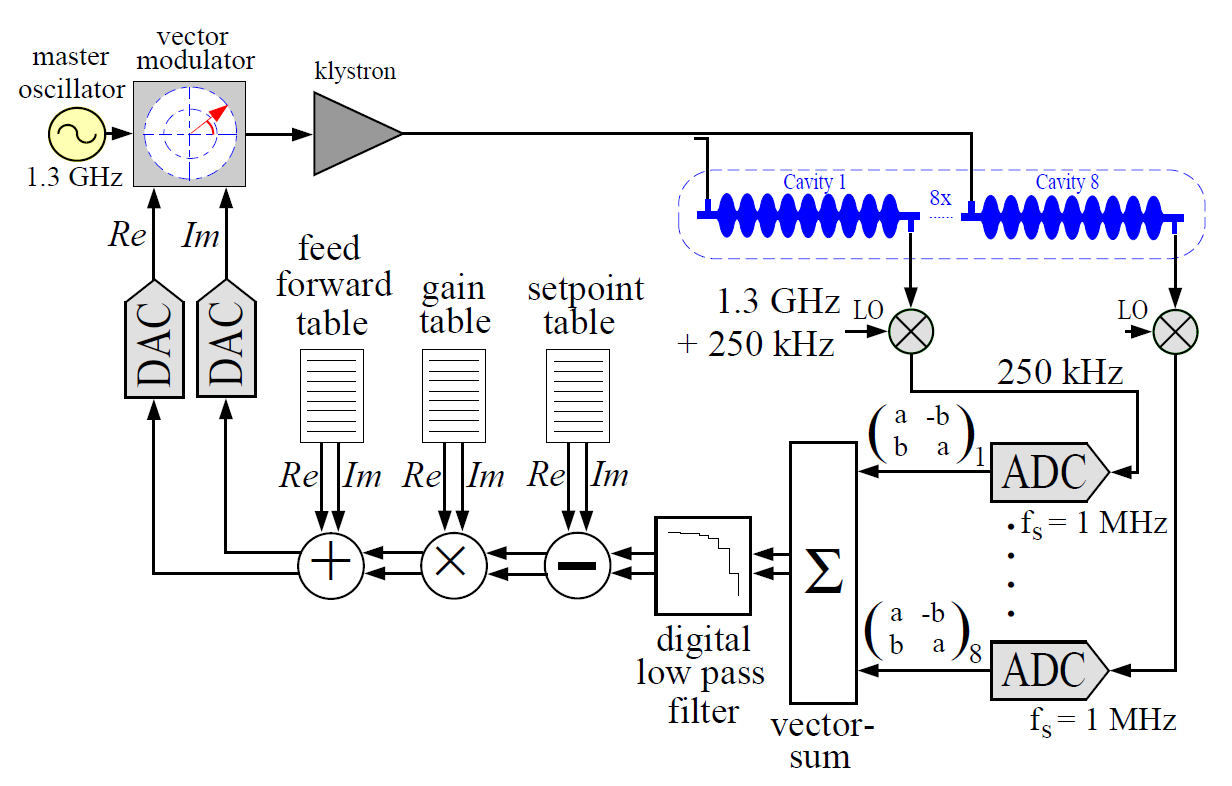 master
oscillator
1.3 GHz
vector
modulator
klystron
Cavity 1
8x
Cavity 8
Re
Im
DAC
DAC
feed
forward
table
gain
table
setpoint
table
1.3 GHz
+ 250 kHz
LO
LO
250 kHz
Re Im
Re Im
Re Im
+
×
−
digital
low pass
filter
Σ
vector-
sum
( a -b
b a )1
ADC
fs = 1 MHz
( a -b
b a )8
ADC
fs = 1 MHz